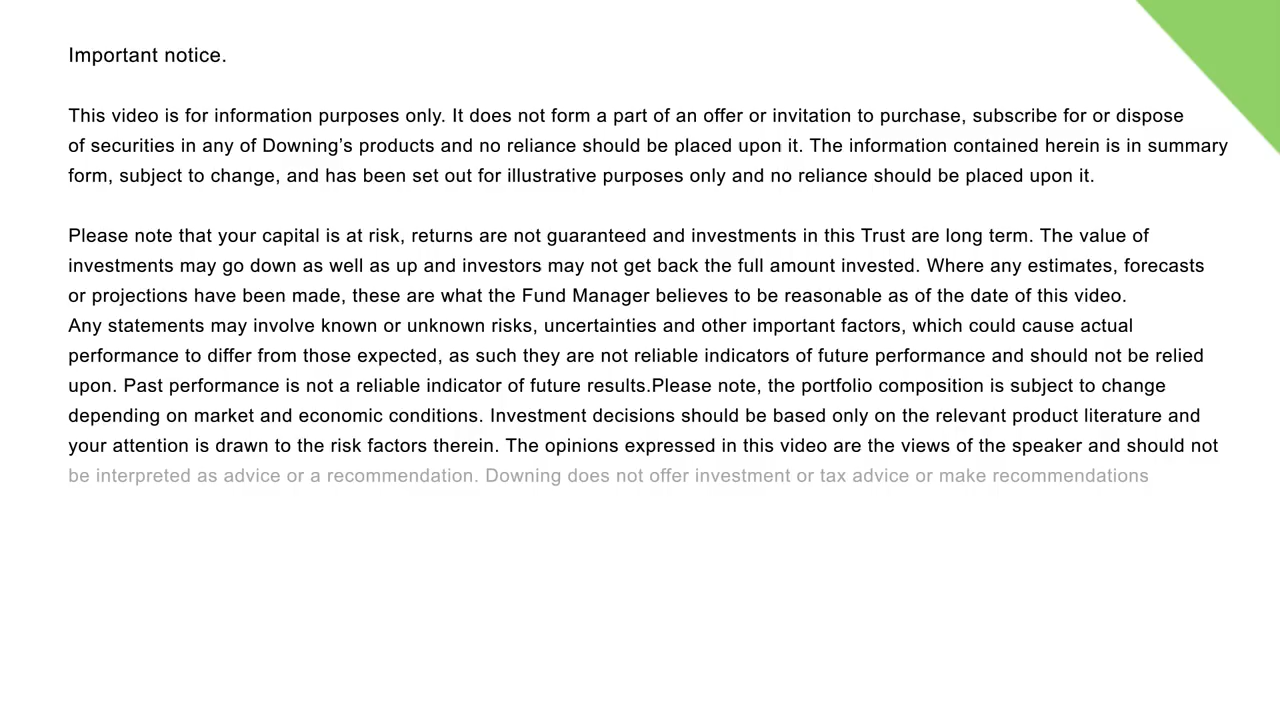 Important notice.
This video is for information purposes only. It does not form a part of an offer or invitation to purchase, subscribe for or dispose
of securities in any of Downing’s products and no reliance should be placed upon it. The information contained herein is in summary
form, subject to change, and has been set out for illustrative purposes only and no reliance should be placed upon it.
Please note that your capital is at risk, returns are not guaranteed and investments in this Trust are long term. The value of
investments may go down as well as up and investors may not get back the full amount invested. Where any estimates, forecasts
or projections have been made, these are what the Fund Manager believes to be reasonable as of the date of this video.
Any statements may involve known or unknown risks, uncertainties and other important factors, which could cause actual
performance to differ from those expected, as such they are not reliable indicators of future performance and should not be relied
upon. Past performance is not a reliable indicator of future results.Please note, the portfolio composition is subject to change
depending on market and economic conditions. Investment decisions should be based only on the relevant product literature and
your attention is drawn to the risk factors therein. The opinions expressed in this video are the views of the speaker and should not
be interpreted as advice or a recommendation. Downing does not offer investment or tax advice or make recommendations